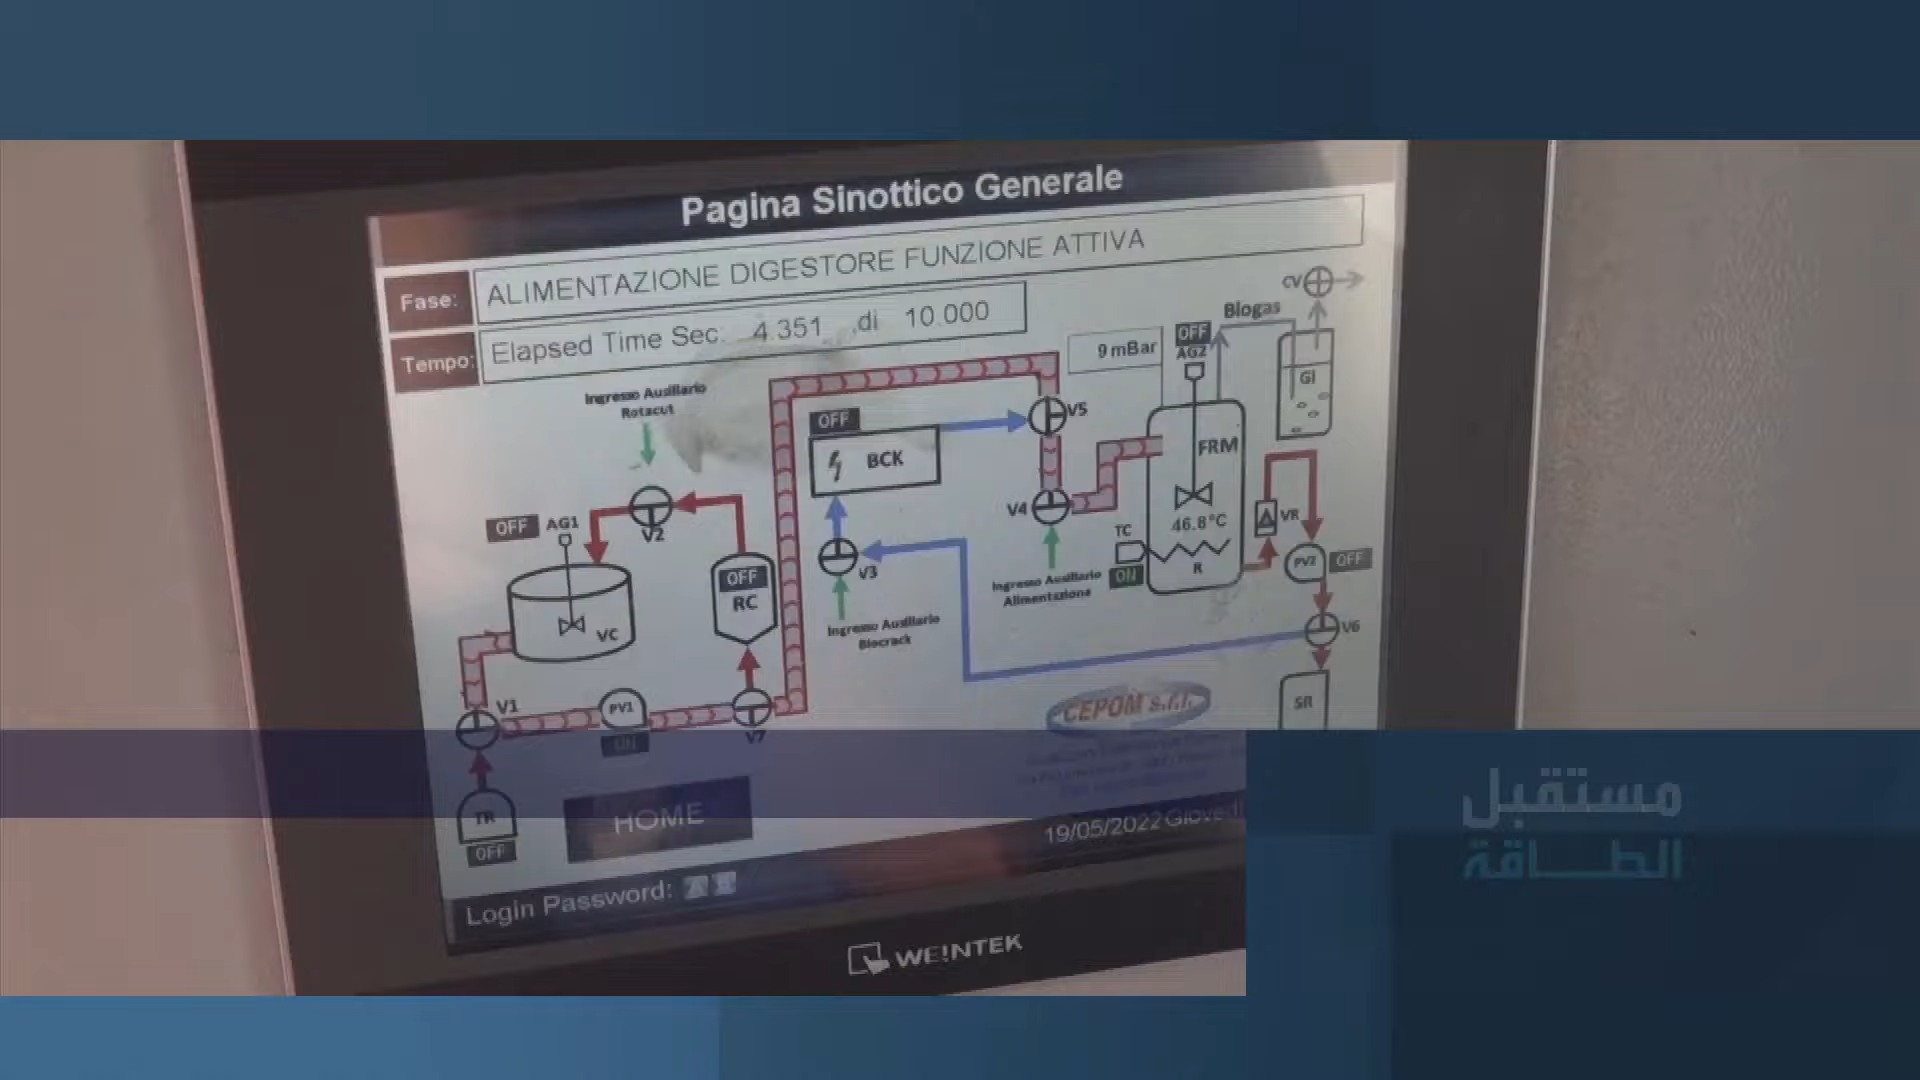 Pagina Sinottico Generale
Fase: ALIMENTAZIONE DIGESTORE FUNZIONE ATTIVA
Tempo: Elapsed Time Sec: 4.351 di 10.000
Ingresso Ausiliario
Rotacut
9 mBar
OFF
AG2
Biogas
CV
GI
OFF
BCK
V5
FRM
V4
46.8°C
VR
TC
ON
R
PV2
OFF
OFF
AG1
V2
V3
OFF
RC
VC
Ingresso Ausiliario
Alimentazione
Ingresso Ausiliario
Biocrack
V6
SR
V1
PV1
ON
V7
CEPOM s.r.l.
TR
OFF
HOME
19/05/2022 Giovedì
Login Password:
WEINTEK
مستقبل
الطاقة